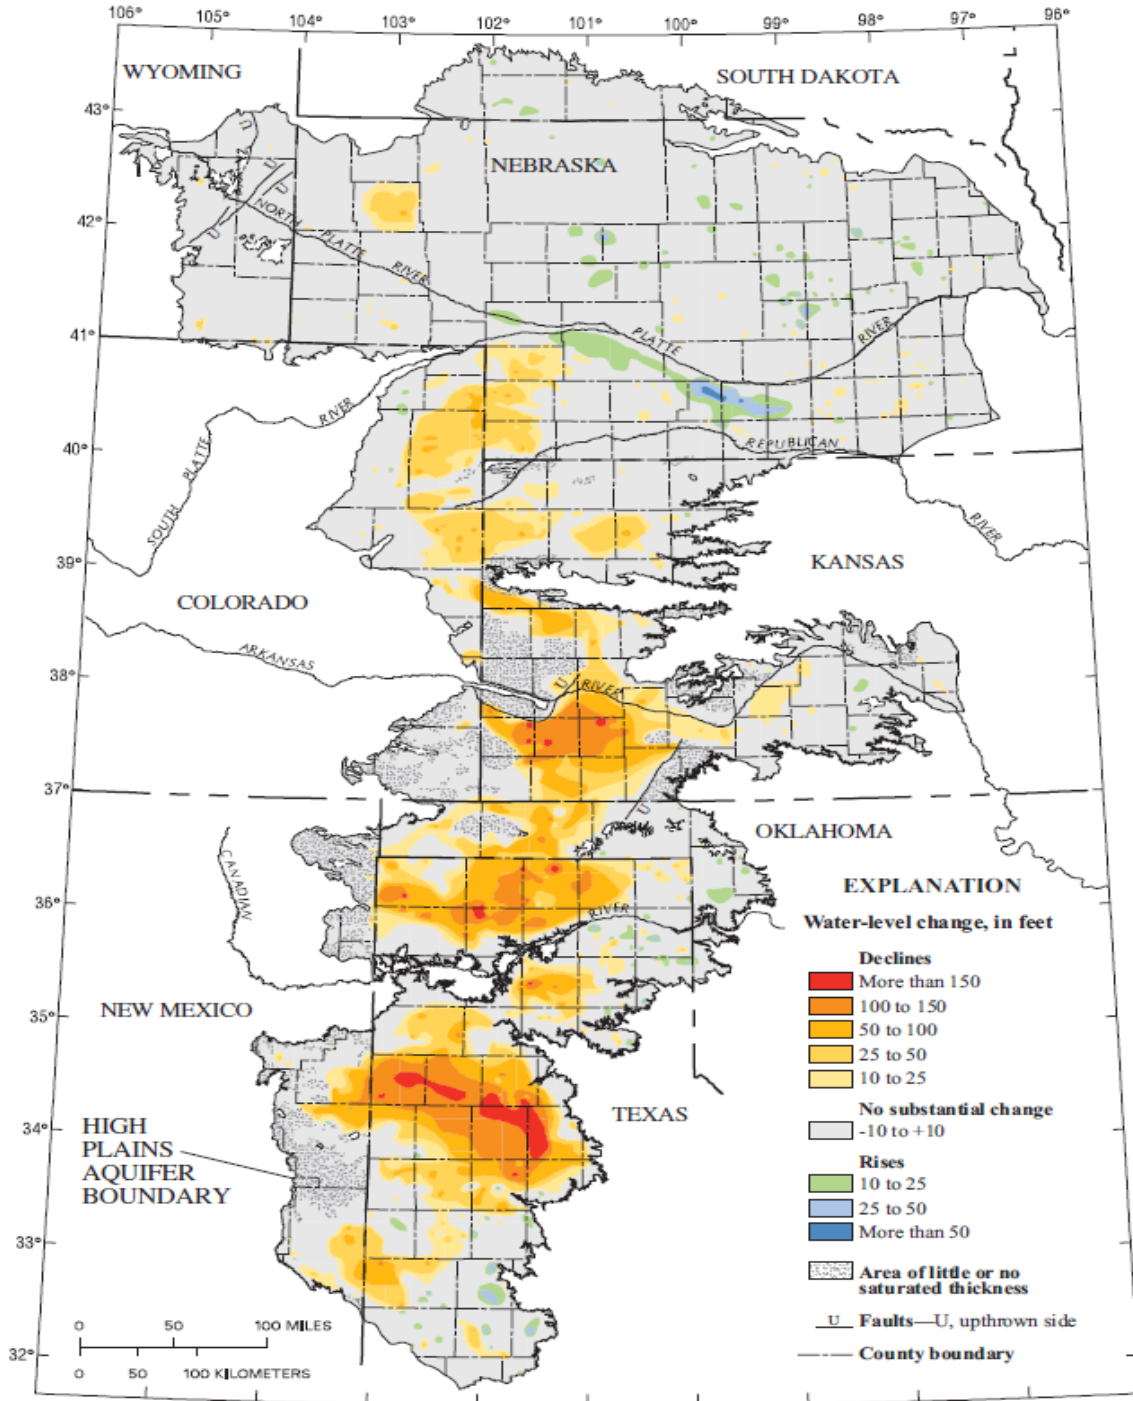 106°
105°
104°
103°
102°
101°
100°
99°
98°
97°
96°
WYOMING
SOUTH DAKOTA
43°
U
NEBRASKA
U
U
U
U
42°
NORTH PLATTE RIVER
41°
PLATTE RIVER
RIVER
SOUTH PLATTE
40°
REPUBLICAN
RIVER
39°
KANSAS
COLORADO
ARKANSAS
38°
U
RIVER
37°
U
OKLAHOMA
CANADIAN
36°
RIVER
EXPLANATION
Water-level change, in feet
Declines
More than 150
100 to 150
50 to 100
25 to 50
10 to 25
No substantial change
-10 to +10
Rises
10 to 25
25 to 50
More than 50
Area of little or no
saturated thickness
U Faults—U, upthrown side
County boundary
NEW MEXICO
35°
TEXAS
HIGH
PLAINS
AQUIFER
BOUNDARY
34°
33°
32°
0 50 100 MILES
0 50 100 KILOMETERS